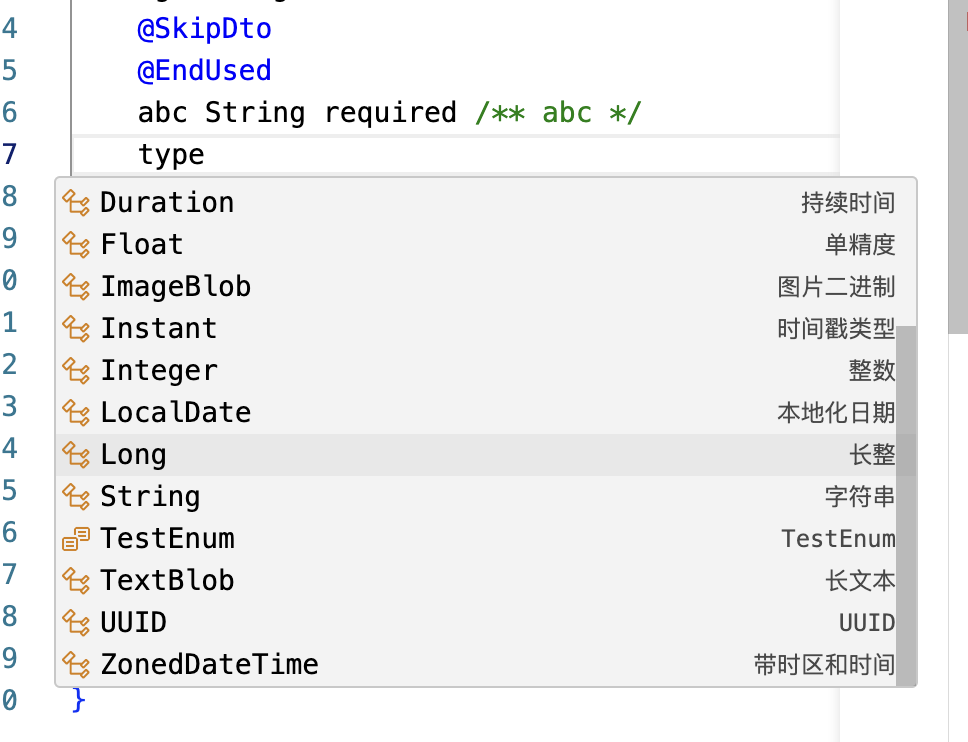 4 @SkipDto
5 @EndUsed
6 abc String required /** abc */
7 type
8 Duration 持续时间
9 Float 单精度
0 ImageBlob 图片二进制
1 Instant 时间戳类型
2 Integer 整数
3 LocalDate 本地化日期
4 Long 长整
5 String 字符串
6 TestEnum TestEnum
7 TextBlob 长文本
8 UUID UUID
9 ZonedDateTime 带时区和时间
0 }